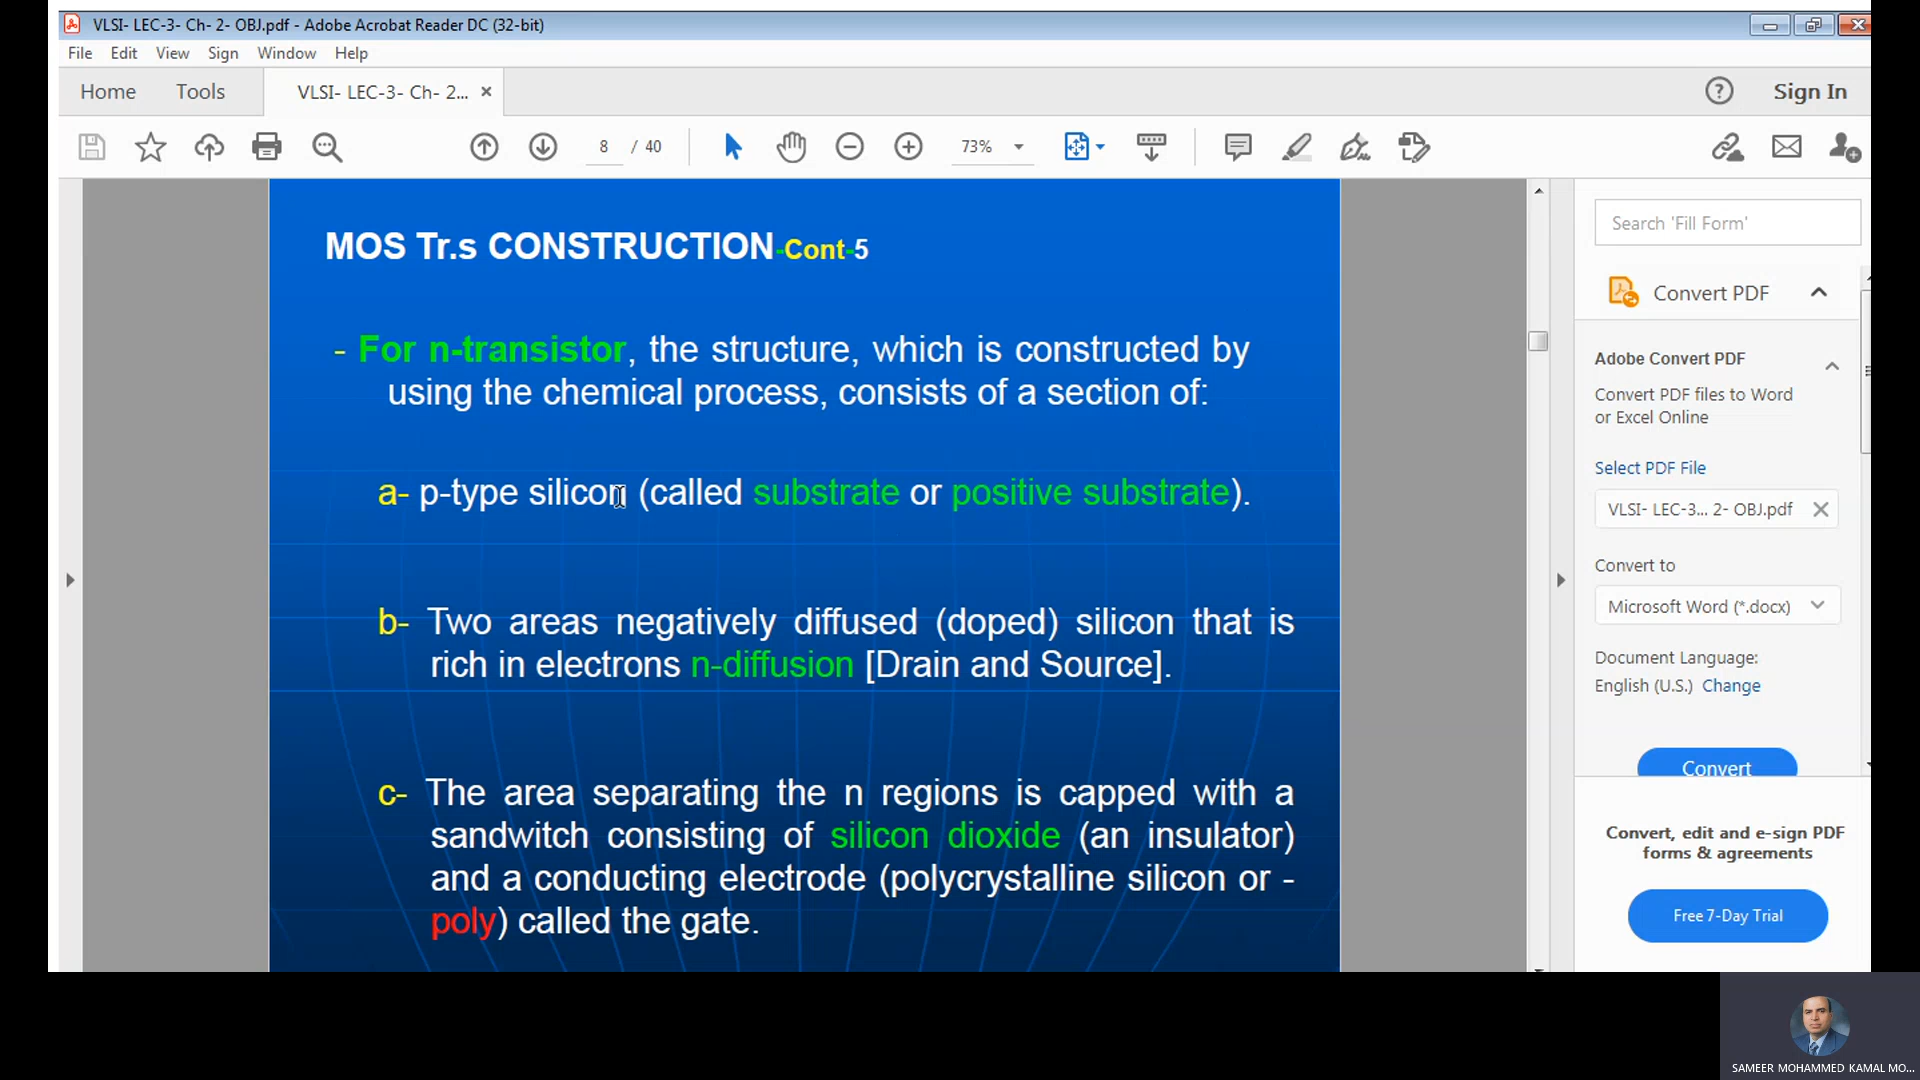 VLSI- LEC-3- Ch- 2- OBJ.pdf - Adobe Acrobat Reader DC (32-bit)
File Edit View Sign Window Help
Home Tools VLSI- LEC-3- Ch- 2... Sign In
8 / 40 73%
MOS Tr.s CONSTRUCTION-Cont-5
- For n-transistor, the structure, which is constructed by
using the chemical process, consists of a section of:
a- p-type silicon (called substrate or positive substrate).
b- Two areas negatively diffused (doped) silicon that is
rich in electrons n-diffusion [Drain and Source].
c- The area separating the n regions is capped with a
sandwitch consisting of silicon dioxide (an insulator)
and a conducting electrode (polycrystalline silicon or -
poly) called the gate.
Search 'Fill Form'
Convert PDF
Adobe Convert PDF
Convert PDF files to Word
or Excel Online
Select PDF File
VLSI- LEC-3... 2- OBJ.pdf
Convert to
Microsoft Word (*.docx)
Document Language:
English (U.S.) Change
Convert
Convert, edit and e-sign PDF
forms & agreements
Free 7-Day Trial
SAMEER MOHAMMED KAMAL MO...